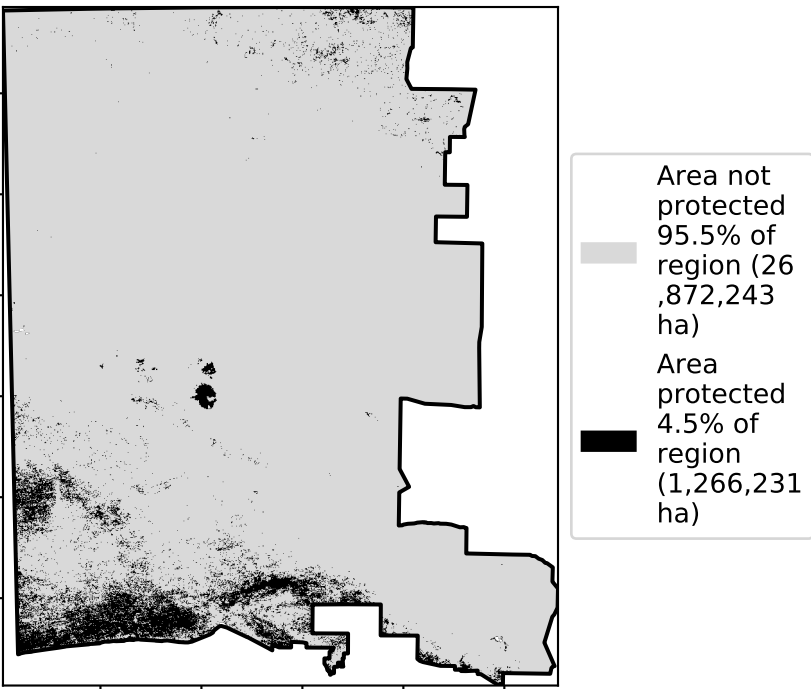 Area not
protected
95.5% of
region (26
,872,243
ha)
Area
protected
4.5% of
region
(1,266,231
ha)